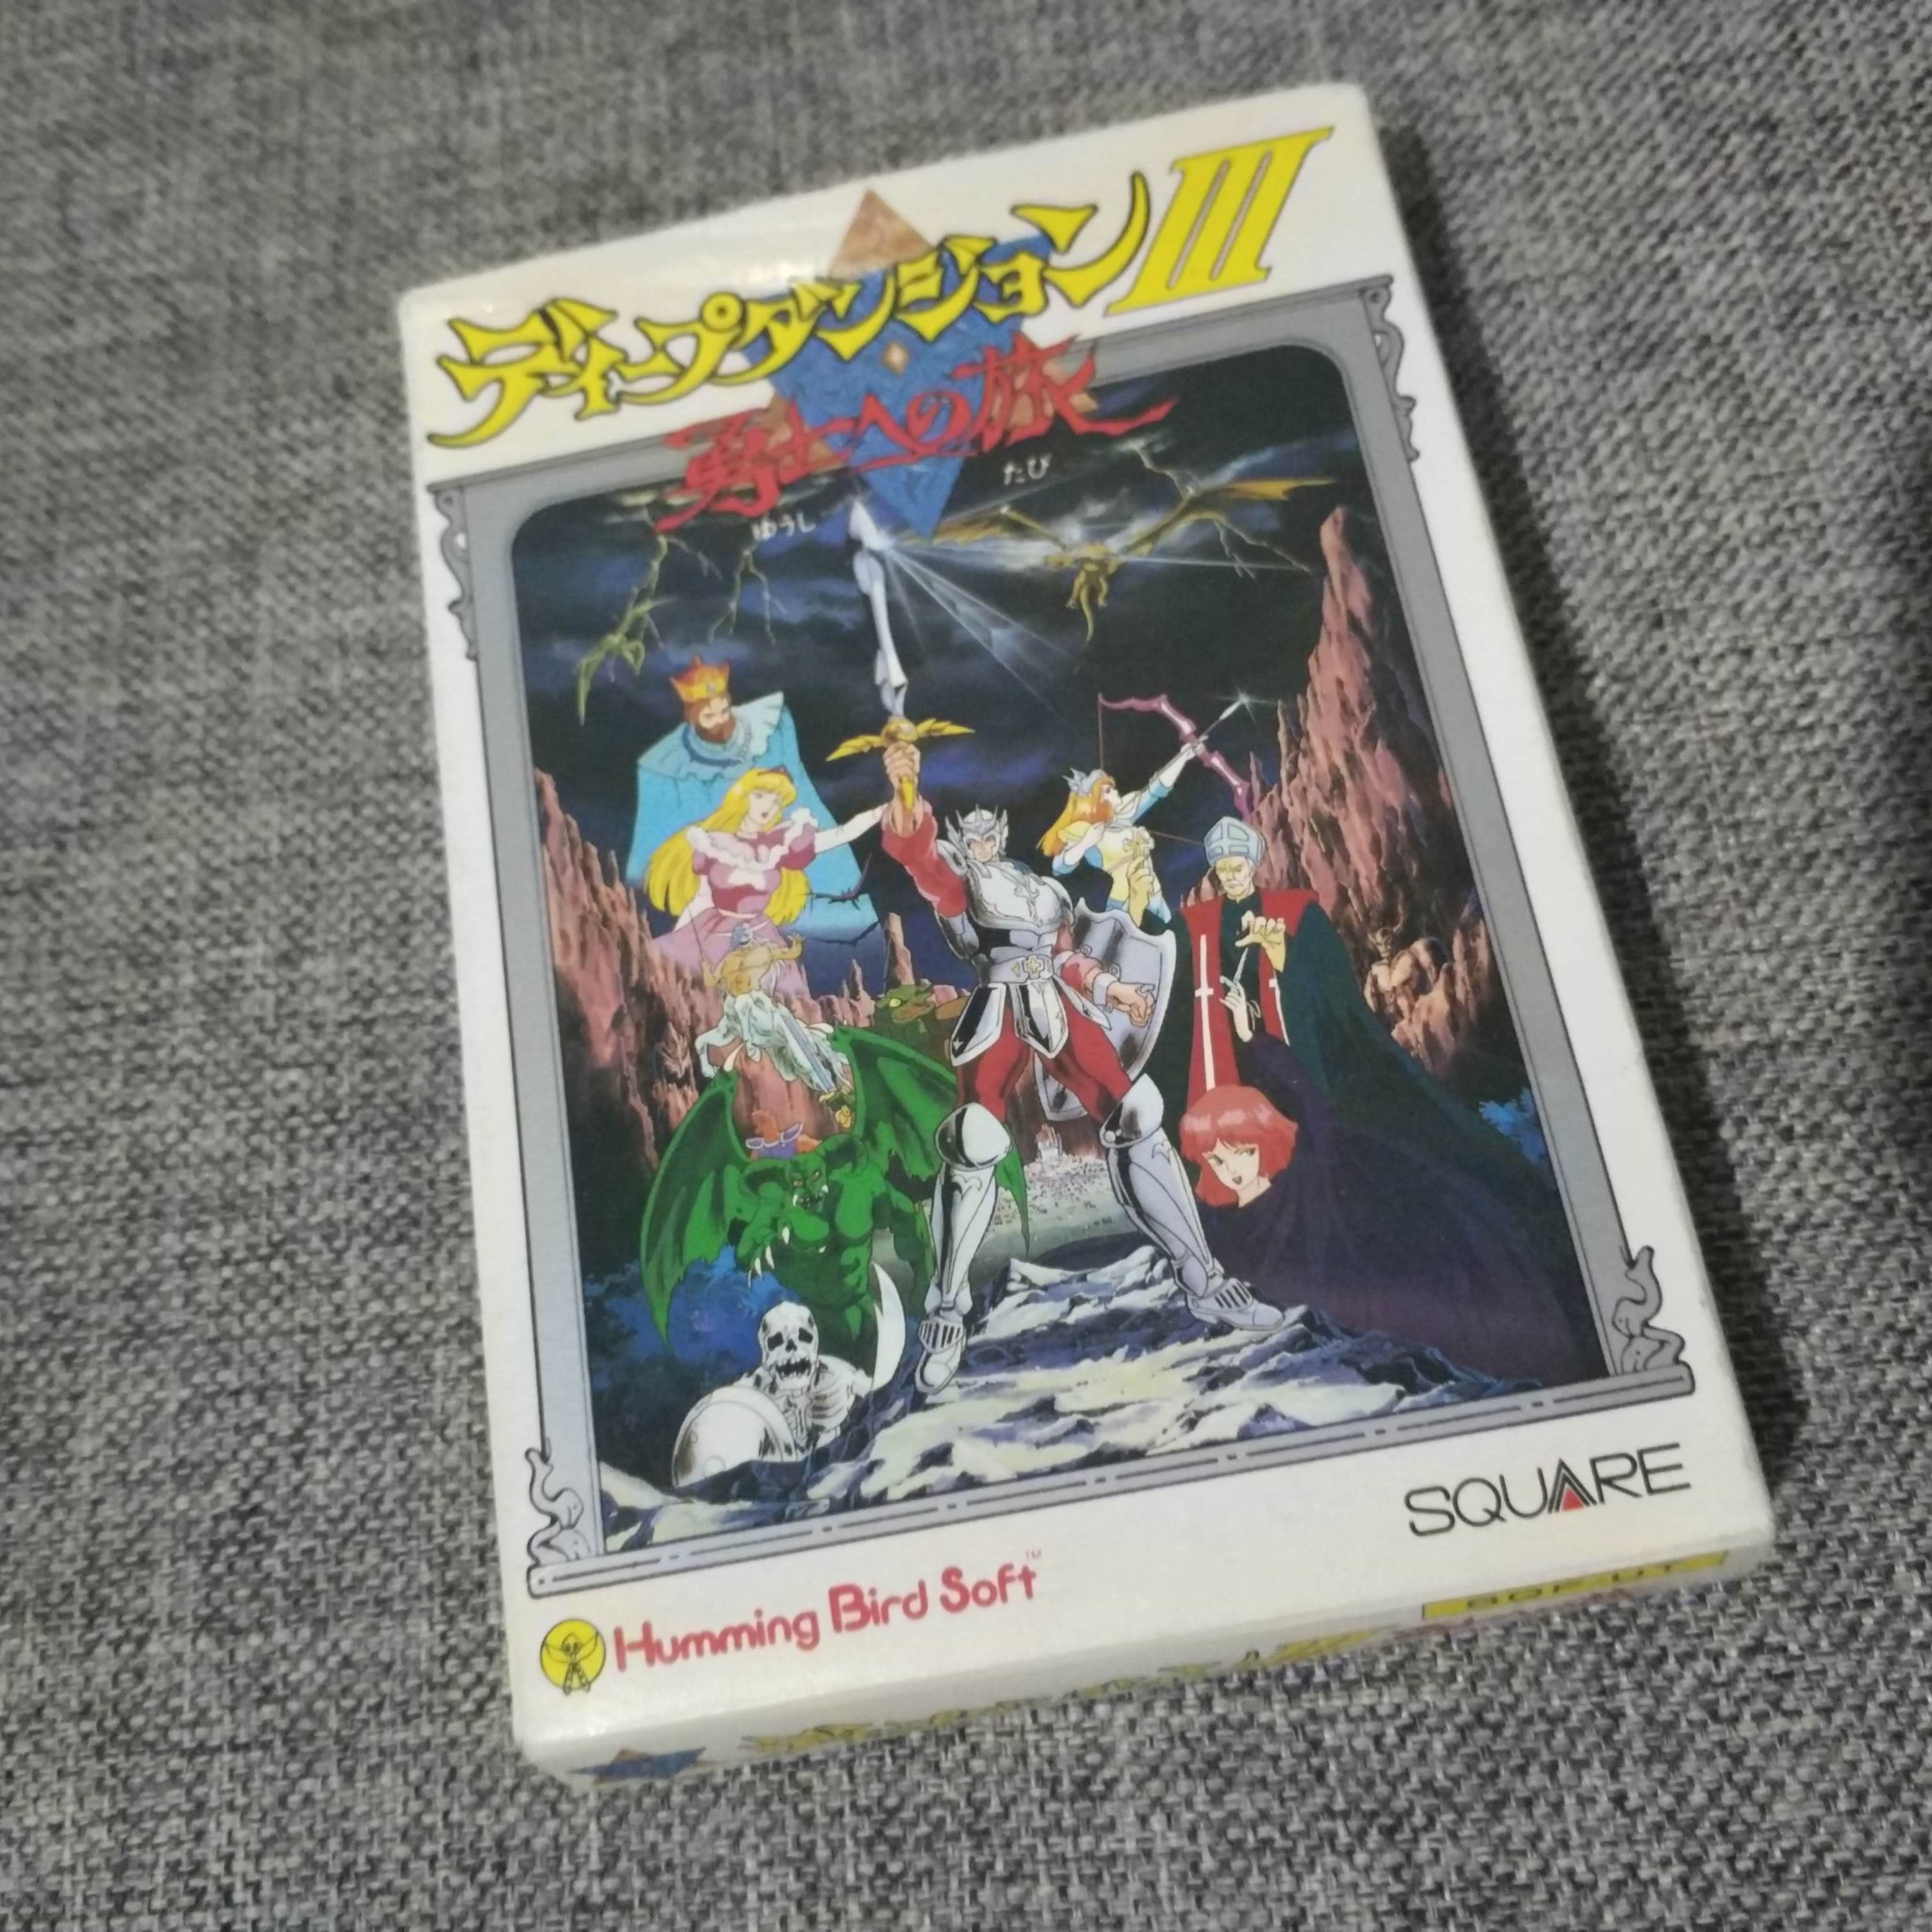 ディープダンジョンIII
勇士への旅
ゆうし たび
SQUARE
Humming Bird Soft™